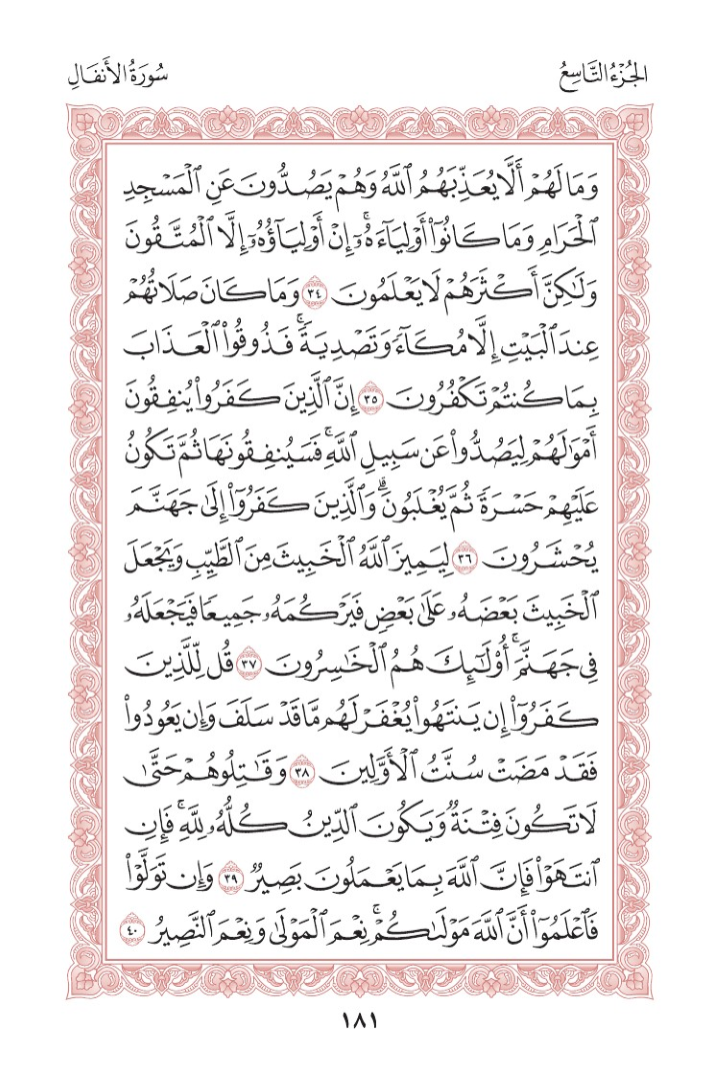 الجُزْءُ التَّاسِعُ
سُورَةُ الأَنفَالِ
وَمَا لَهُمْ أَلَّا يُعَذِّبَهُمُ ٱللَّهُ وَهُمْ يَصُدُّونَ عَنِ ٱلْمَسْجِدِ
ٱلْحَرَامِ وَمَا كَانُوٓا۟ أَوْلِيَآءَهُۥٓ ۚ إِنْ أَوْلِيَآؤُهُۥٓ إِلَّا ٱلْمُتَّقُونَ
وَلَٰكِنَّ أَكْثَرَهُمْ لَا يَعْلَمُونَ ٣٤ وَمَا كَانَ صَلَاتُهُمْ
عِندَ ٱلْبَيْتِ إِلَّا مُكَآءً وَتَصْدِيَةً ۚ فَذُوقُوا۟ ٱلْعَذَابَ
بِمَا كُنتُمْ تَكْفُرُونَ ٣٥ إِنَّ ٱلَّذِينَ كَفَرُوا۟ يُنفِقُونَ
أَمْوَٰلَهُمْ لِيَصُدُّوا۟ عَن سَبِيلِ ٱللَّهِ ۚ فَسَيُنفِقُونَهَا ثُمَّ تَكُونُ
عَلَيْهِمْ حَسْرَةً ثُمَّ يُغْلَبُونَ ۗ وَٱلَّذِينَ كَفَرُوٓا۟ إِلَىٰ جَهَنَّمَ
يُحْشَرُونَ ٣٦ لِيَمِيزَ ٱللَّهُ ٱلْخَبِيثَ مِنَ ٱلطَّيِّبِ وَيَجْعَلَ
ٱلْخَبِيثَ بَعْضَهُۥ عَلَىٰ بَعْضٍ فَيَرْكُمَهُۥ جَمِيعًا فَيَجْعَلَهُۥ
فِى جَهَنَّمَ ۚ أُو۟لَٰٓئِكَ هُمُ ٱلْخَٰسِرُونَ ٣٧ قُل لِّلَّذِينَ
كَفَرُوٓا۟ إِن يَنتَهُوا۟ يُغْفَرْ لَهُم مَّا قَدْ سَلَفَ وَإِن يَعُودُوا۟
فَقَدْ مَضَتْ سُنَّتُ ٱلْأَوَّلِينَ ٣٨ وَقَٰتِلُوهُمْ حَتَّىٰ
لَا تَكُونَ فِتْنَةٌ وَيَكُونَ ٱلدِّينُ كُلُّهُۥ لِلَّهِ ۚ فَإِنِ
ٱنتَهَوْا۟ فَإِنَّ ٱللَّهَ بِمَا يَعْمَلُونَ بَصِيرٌ ٣٩ وَإِن تَوَلَّوْا۟
فَٱعْلَمُوٓا۟ أَنَّ ٱللَّهَ مَوْلَىٰكُمْ ۚ نِعْمَ ٱلْمَوْلَىٰ وَنِعْمَ ٱلنَّصِيرُ ٤٠
١٨١